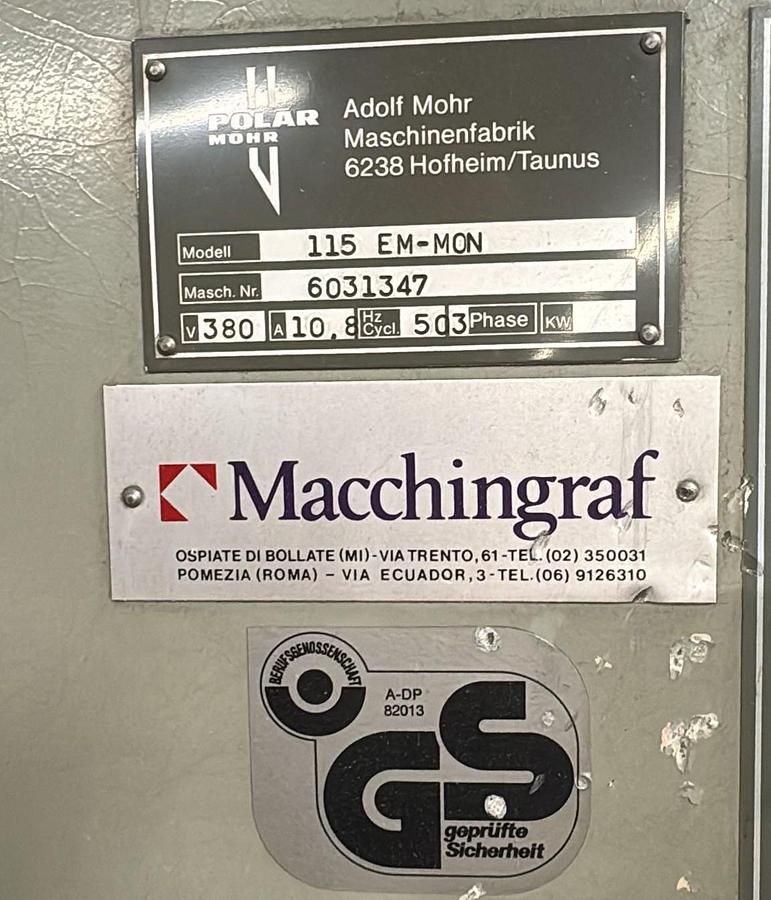 POLAR
MOHR
Adolf Mohr
Maschinenfabrik
6238 Hofheim/Taunus
Modell 115 EM-MON
Masch. Nr. 6031347
V 380 A 10,8 Hz Cycl. 50 3 Phase KW
Macchingraf
OSPIATE DI BOLLATE (MI) - VIA TRENTO, 61 - TEL. (02) 350031
POMEZIA (ROMA) – VIA ECUADOR, 3 - TEL. (06) 9126310
BERUFSGENOSSENSCHAFT
A-DP
82013
GS
geprüfte
Sicherheit